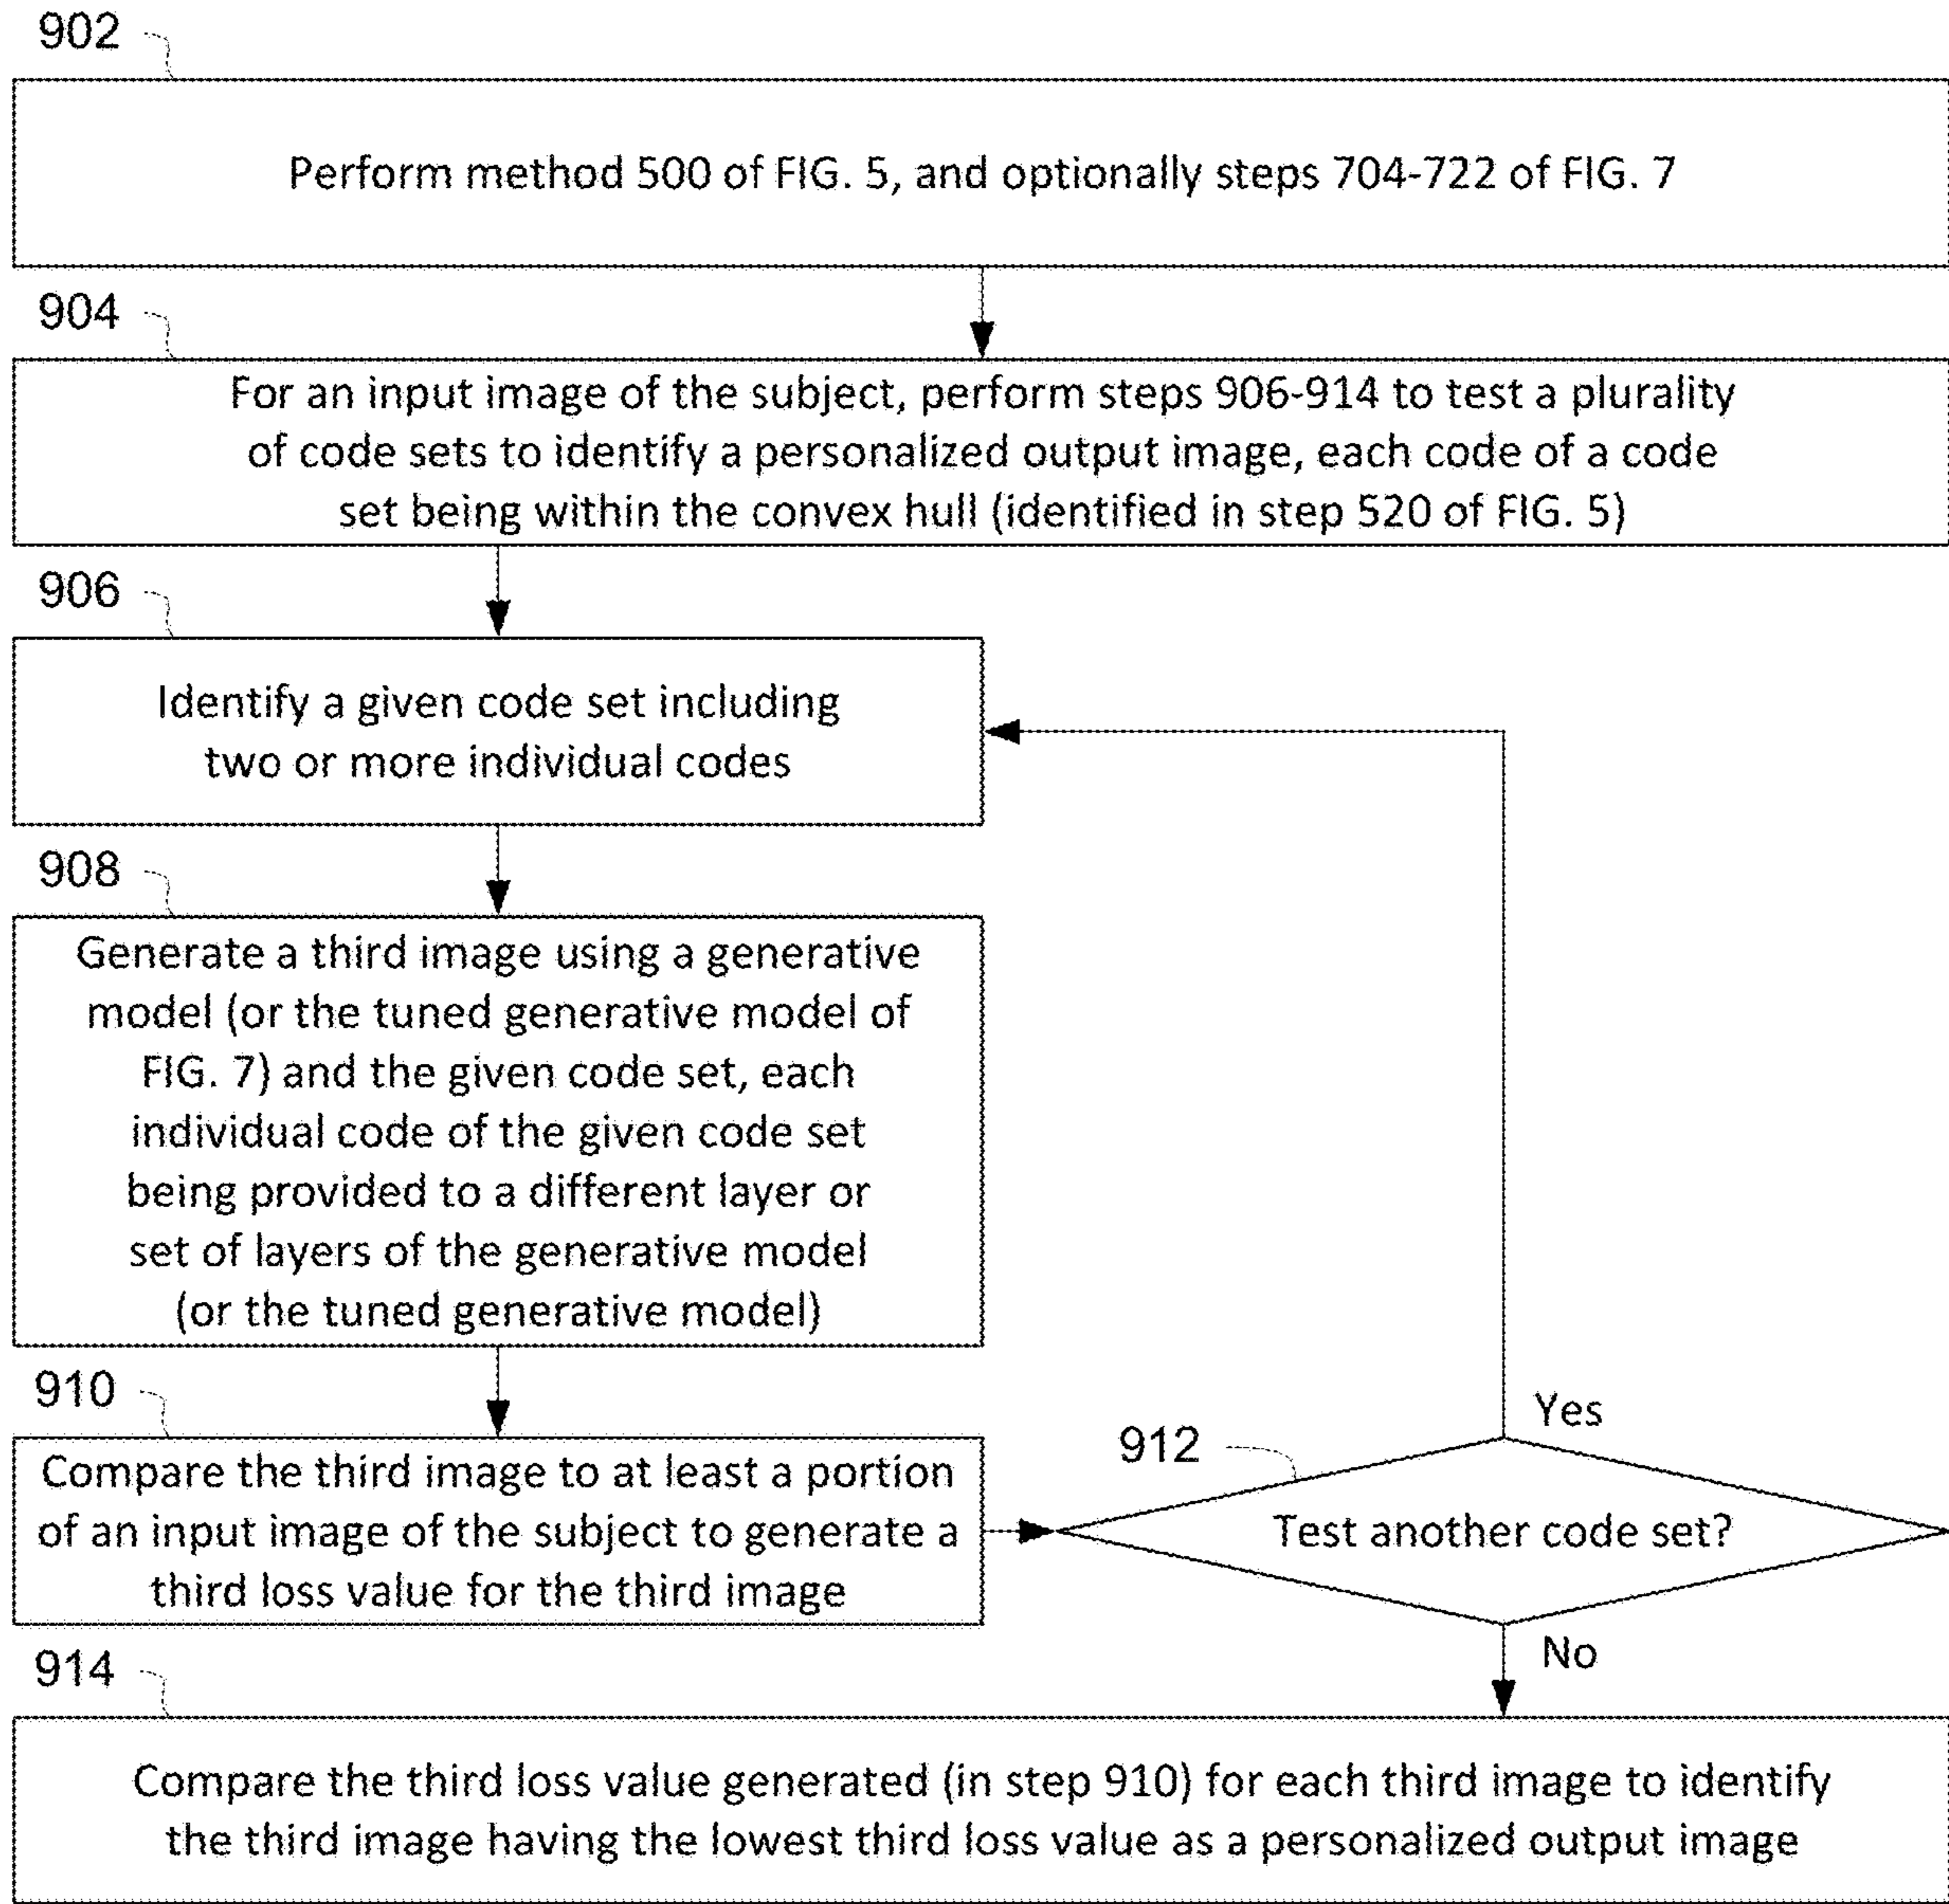 902
Perform method 500 of FIG. 5, and optionally steps 704-722 of FIG. 7
904
For an input image of the subject, perform steps 906-914 to test a plurality
of code sets to identify a personalized output image, each code of a code
set being within the convex hull (identified in step 520 of FIG. 5)
906
Identify a given code set including
two or more individual codes
908
Generate a third image using a generative
model (or the tuned generative model of
FIG. 7) and the given code set, each
individual code of the given code set
being provided to a different layer or
set of layers of the generative model
(or the tuned generative model)
910
Compare the third image to at least a portion
of an input image of the subject to generate a
third loss value for the third image
912
Test another code set?
Yes
No
914
Compare the third loss value generated (in step 910) for each third image to identify
the third image having the lowest third loss value as a personalized output image